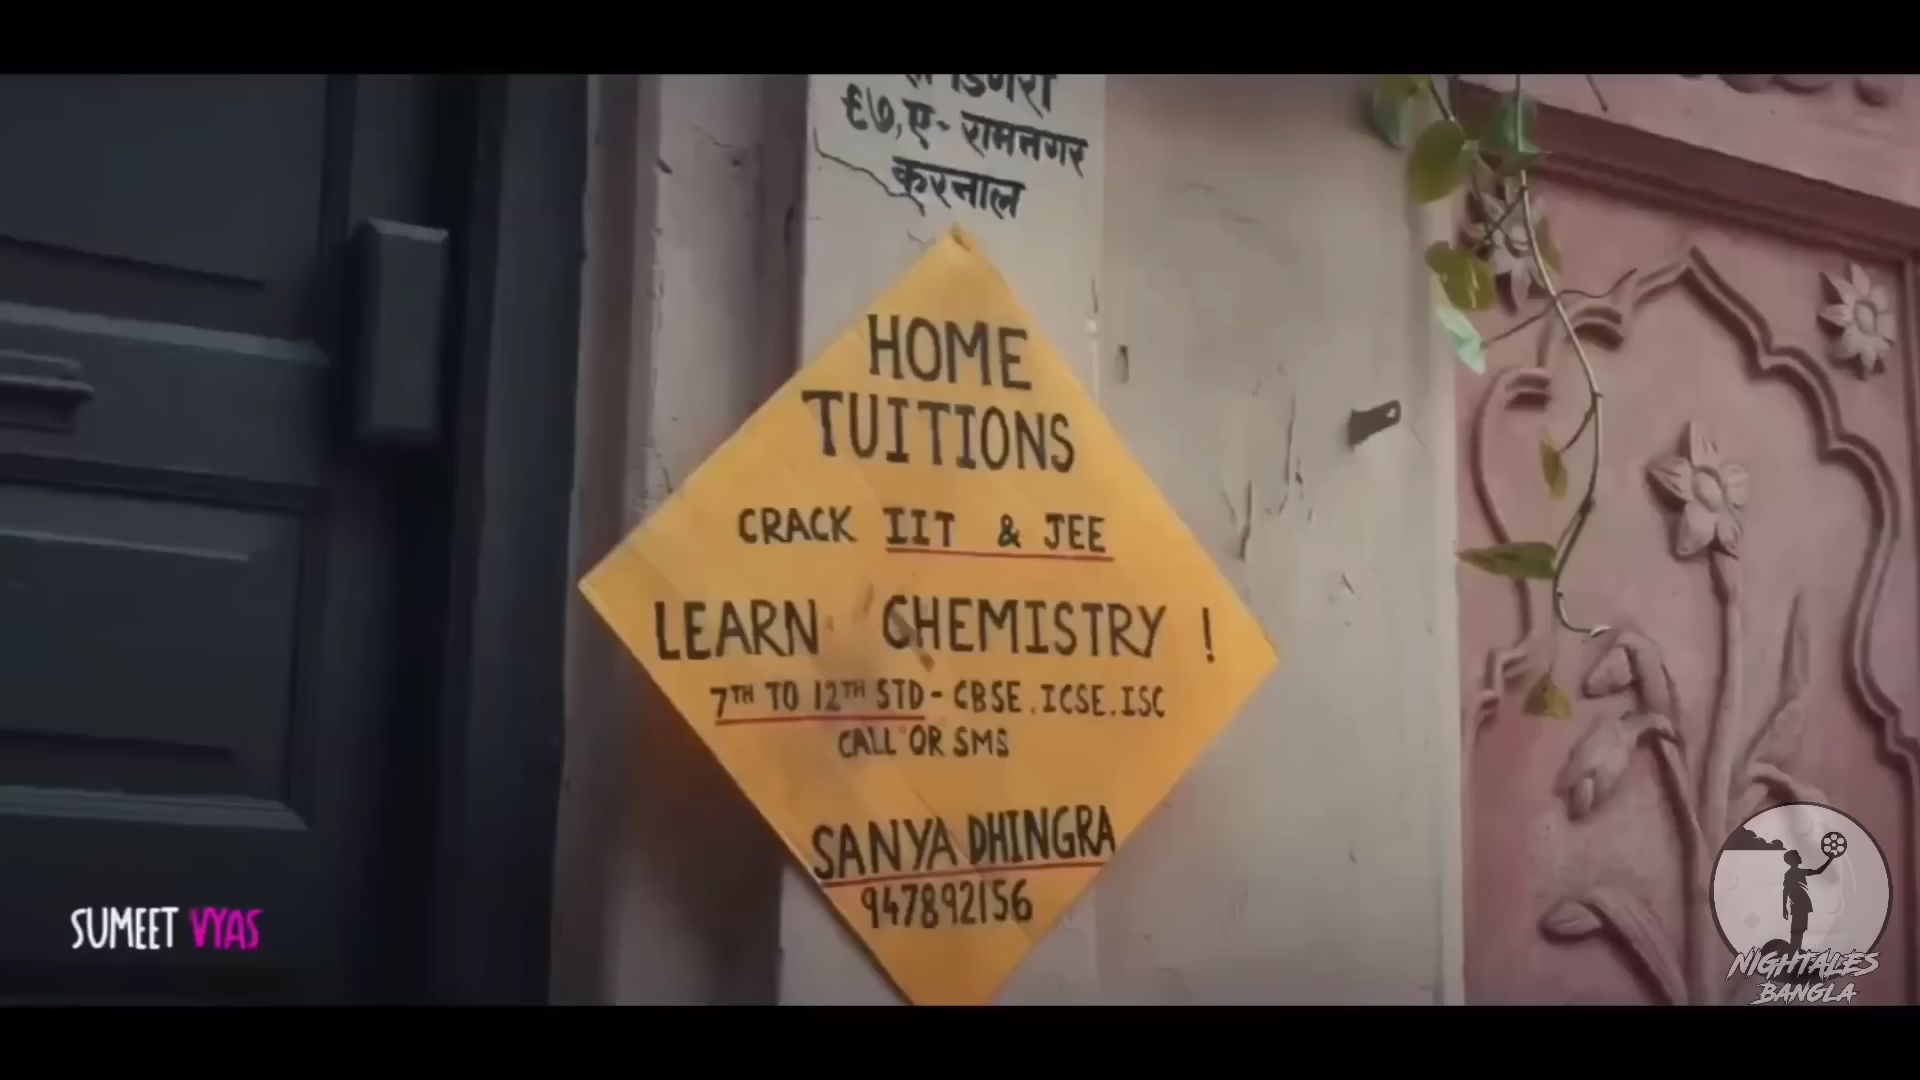 ६७,ए- रामनगर
करनाल
HOME
TUITIONS
CRACK IIT & JEE
LEARN CHEMISTRY !
7TH TO 12TH STD - CBSE.ICSE.ISC
CALL OR SMS
SANYA DHINGRA
947892156
SUMEET VYAS
NIGHTALES
BANGLA